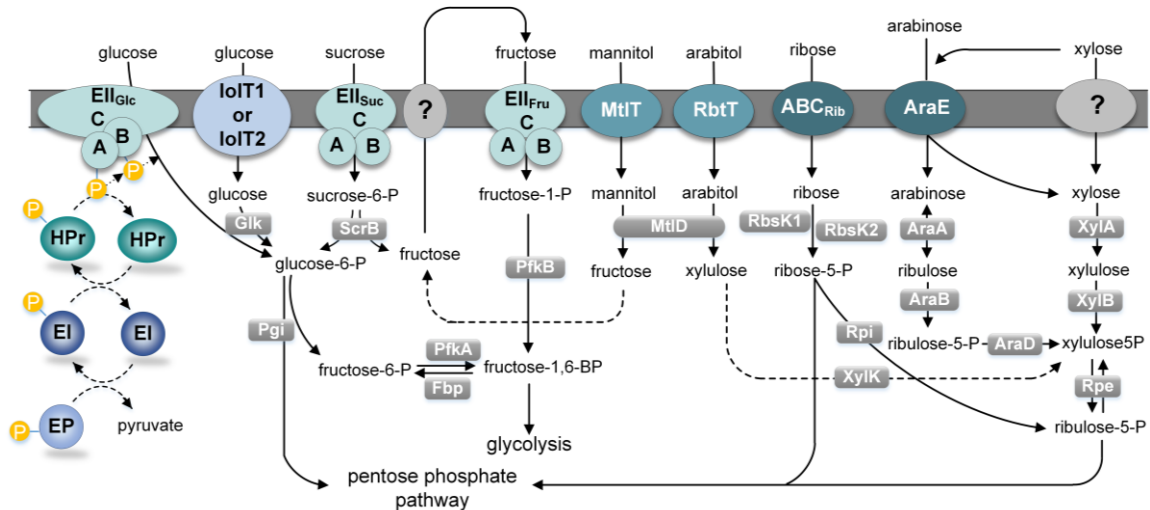 arabinose
glucose
glucose
sucrose
fructose
mannitol
arabitol
ribose
xylose
EIIGlc
C
B
A
P
P
IolT1
or
IolT2
EIISuc
C
A B
?
EIIFru
C
A B
MtlT
RbtT
ABCRib
AraE
?
glucose
sucrose-6-P
fructose-1-P
mannitol
arabitol
ribose
arabinose
xylose
P
HPr
HPr
Glk
ScrB
MtlD
RbsK1
RbsK2
AraA
XylA
glucose-6-P
fructose
PfkB
fructose
xylulose
ribose-5-P
ribulose
xylulose
P
EI
EI
AraB
XylB
Pgi
Rpi
ribulose-5-P
AraD
xylulose5P
fructose-6-P
PfkA
Fbp
fructose-1,6-BP
XylK
Rpe
P
EP
pyruvate
glycolysis
ribulose-5-P
pentose phosphate
pathway